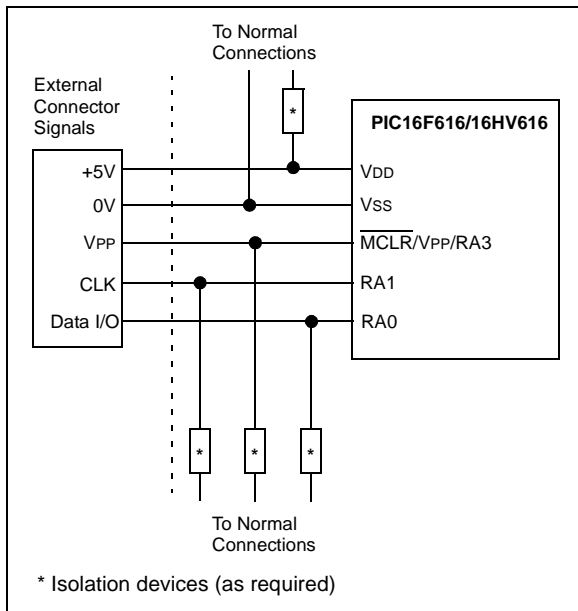 To Normal
Connections
External
Connector
Signals
*
PIC16F616/16HV616
+5V
VDD
0V
VSS
VPP
MCLR/VPP/RA3
CLK
RA1
Data I/O
RA0
*
*
*
To Normal
Connections
* Isolation devices (as required)